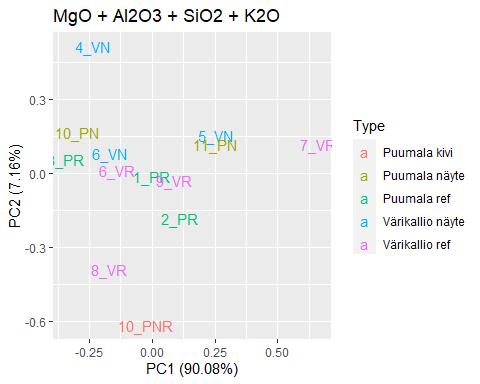 MgO + Al2O3 + SiO2 + K2O
4_VN
0.3
10_PN
5_VN
11_PN
7_VR
6_VN
3_PR
0.0
6_VR
1_PR
9_VR
2_PR
-0.3
8_VR
-0.6
10_PNR
-0.25
0.00
0.25
0.50
PC1 (90.08%)
PC2 (7.16%)
Type
a Puumala kivi
a Puumala näyte
a Puumala ref
a Värikallio näyte
a Värikallio ref